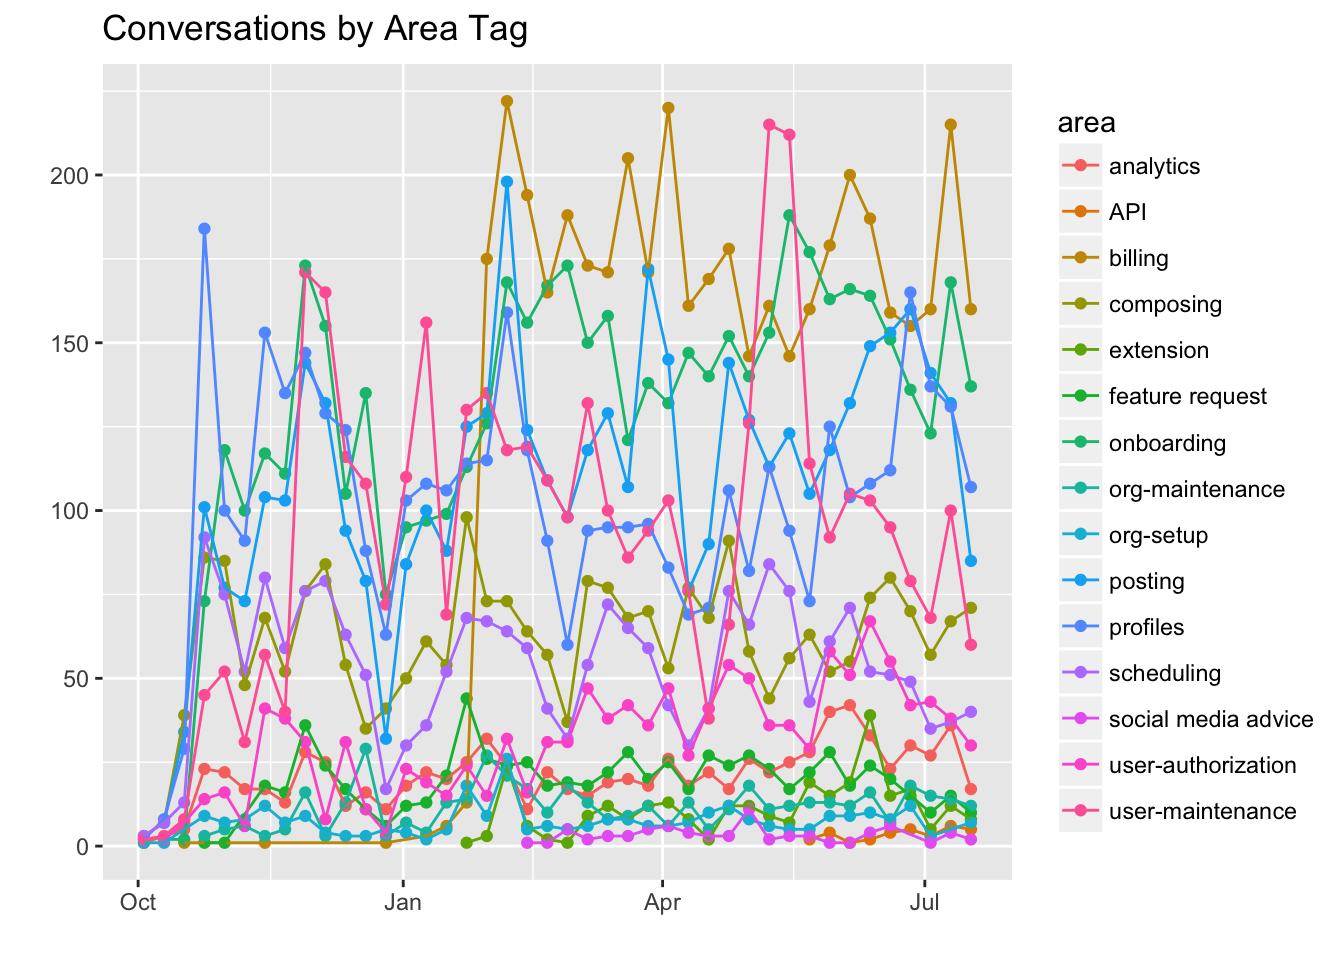 Conversations by Area Tag
200
150
100
50
0
Oct
Jan
Apr
Jul
area
analytics
API
billing
composing
extension
feature request
onboarding
org-maintenance
org-setup
posting
profiles
scheduling
social media advice
user-authorization
user-maintenance